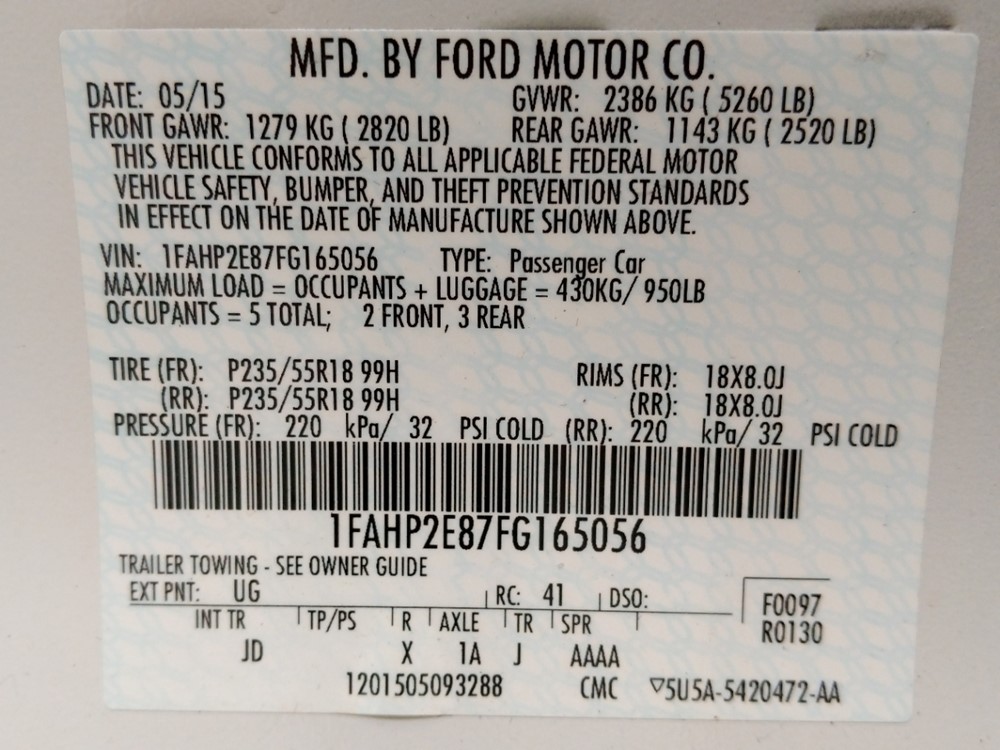 MFD. BY FORD MOTOR CO.
DATE: 05/15 GVWR: 2386 KG ( 5260 LB)
FRONT GAWR: 1279 KG ( 2820 LB) REAR GAWR: 1143 KG ( 2520 LB)
THIS VEHICLE CONFORMS TO ALL APPLICABLE FEDERAL MOTOR
VEHICLE SAFETY, BUMPER, AND THEFT PREVENTION STANDARDS
IN EFFECT ON THE DATE OF MANUFACTURE SHOWN ABOVE.
VIN: 1FAHP2E87FG165056 TYPE: Passenger Car
MAXIMUM LOAD = OCCUPANTS + LUGGAGE = 430KG/ 950LB
OCCUPANTS = 5 TOTAL; 2 FRONT, 3 REAR
TIRE (FR): P235/55R18 99H RIMS (FR): 18X8.0J
(RR): P235/55R18 99H (RR): 18X8.0J
PRESSURE (FR): 220 kPa/ 32 PSI COLD (RR): 220 kPa/ 32 PSI COLD
1FAHP2E87FG165056
TRAILER TOWING - SEE OWNER GUIDE
EXT PNT: UG RC: 41 DSO:
F0097
INT TR TP/PS R AXLE TR SPR
R0130
JD X 1A J AAAA
1201505093288 CMC ▽5U5A-5420472-AA